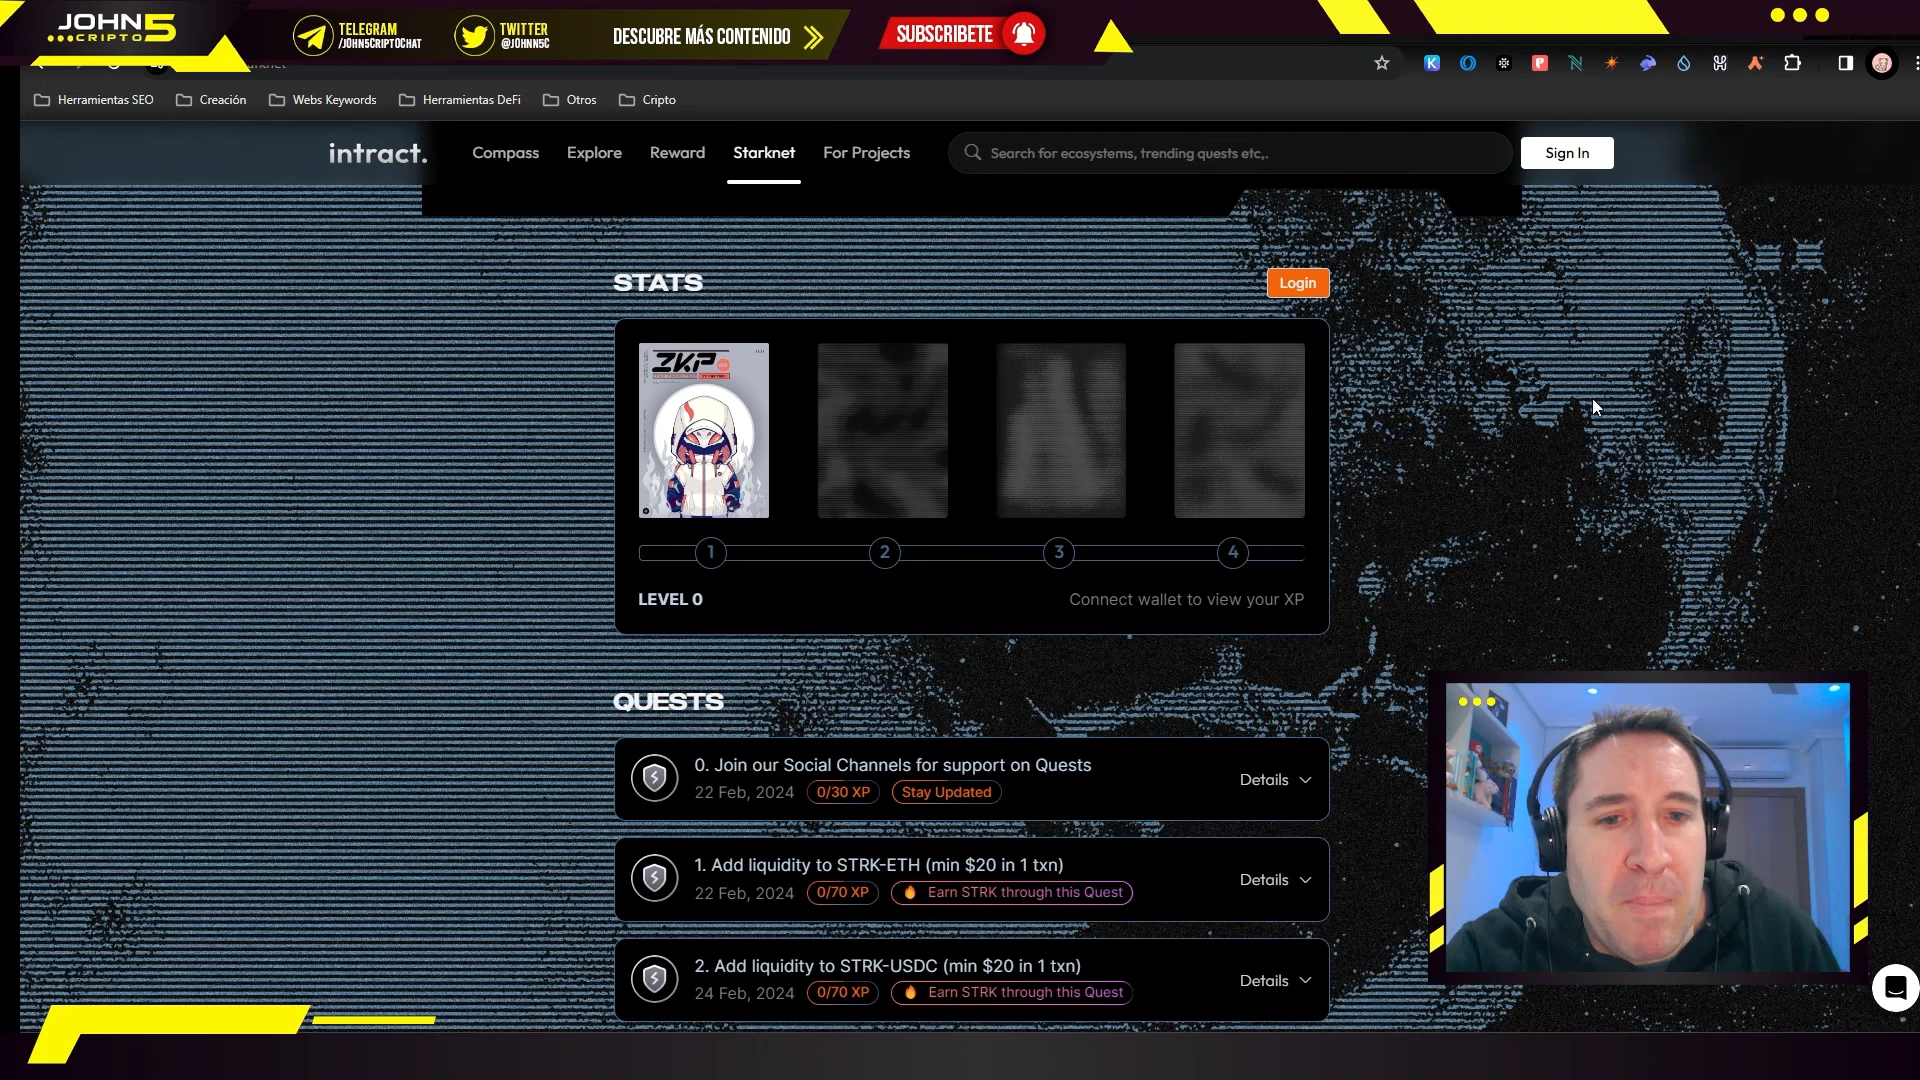 JOHN 5
CRIPTO
TELEGRAM
/JOHN5CRIPTOCHAT
TWITTER
@J0HNN5C
DESCUBRE MÁS CONTENIDO
SUBSCRIBETE
Herramientas SEO
Creación
Webs Keywords
Herramientas DeFi
Otros
Cripto
intract.
Compass
Explore
Reward
Starknet
For Projects
Search for ecosystems, trending quests etc,.
Sign In
STATS
Login
ZKP
1
2
3
4
LEVEL 0
Connect wallet to view your XP
QUESTS
0. Join our Social Channels for support on Quests
22 Feb, 2024
0/30 XP
Stay Updated
Details
1. Add liquidity to STRK-ETH (min $20 in 1 txn)
22 Feb, 2024
0/70 XP
Earn STRK through this Quest
Details
2. Add liquidity to STRK-USDC (min $20 in 1 txn)
24 Feb, 2024
0/70 XP
Earn STRK through this Quest
Details